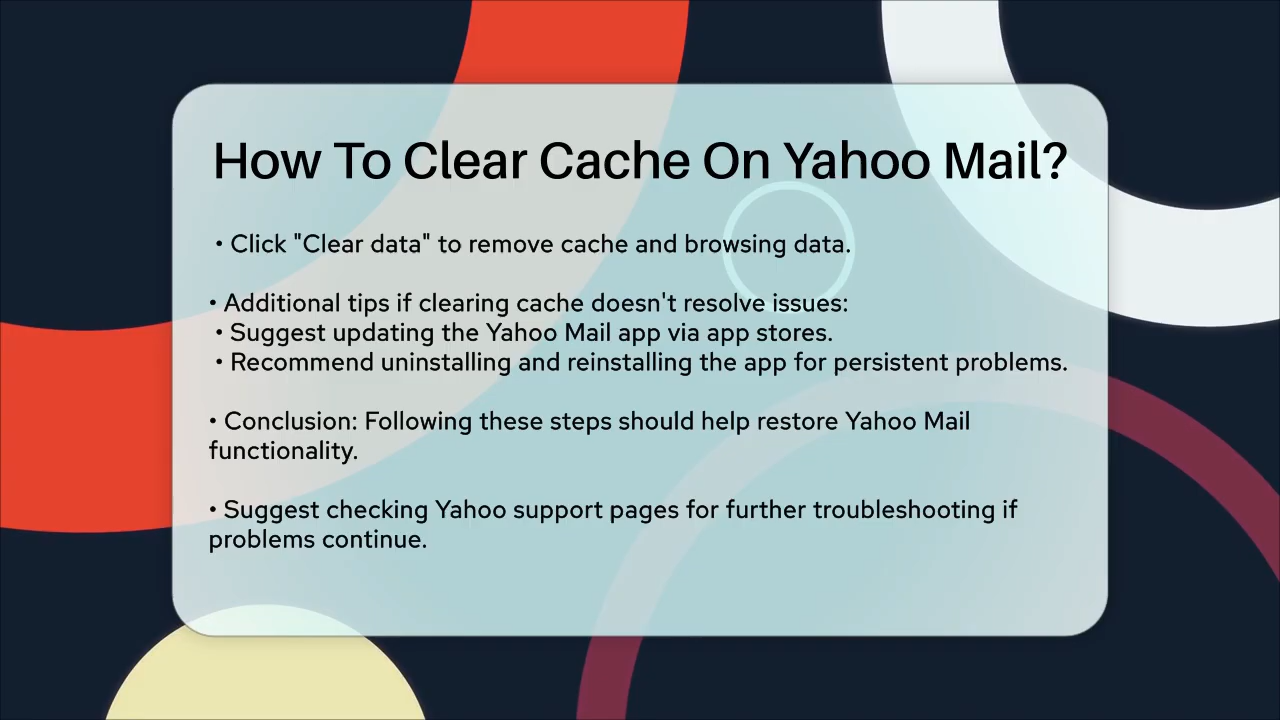 How To Clear Cache On Yahoo Mail?
• Click "Clear data" to remove cache and browsing data.
• Additional tips if clearing cache doesn't resolve issues:
• Suggest updating the Yahoo Mail app via app stores.
• Recommend uninstalling and reinstalling the app for persistent problems.
• Conclusion: Following these steps should help restore Yahoo Mail
functionality.
• Suggest checking Yahoo support pages for further troubleshooting if
problems continue.